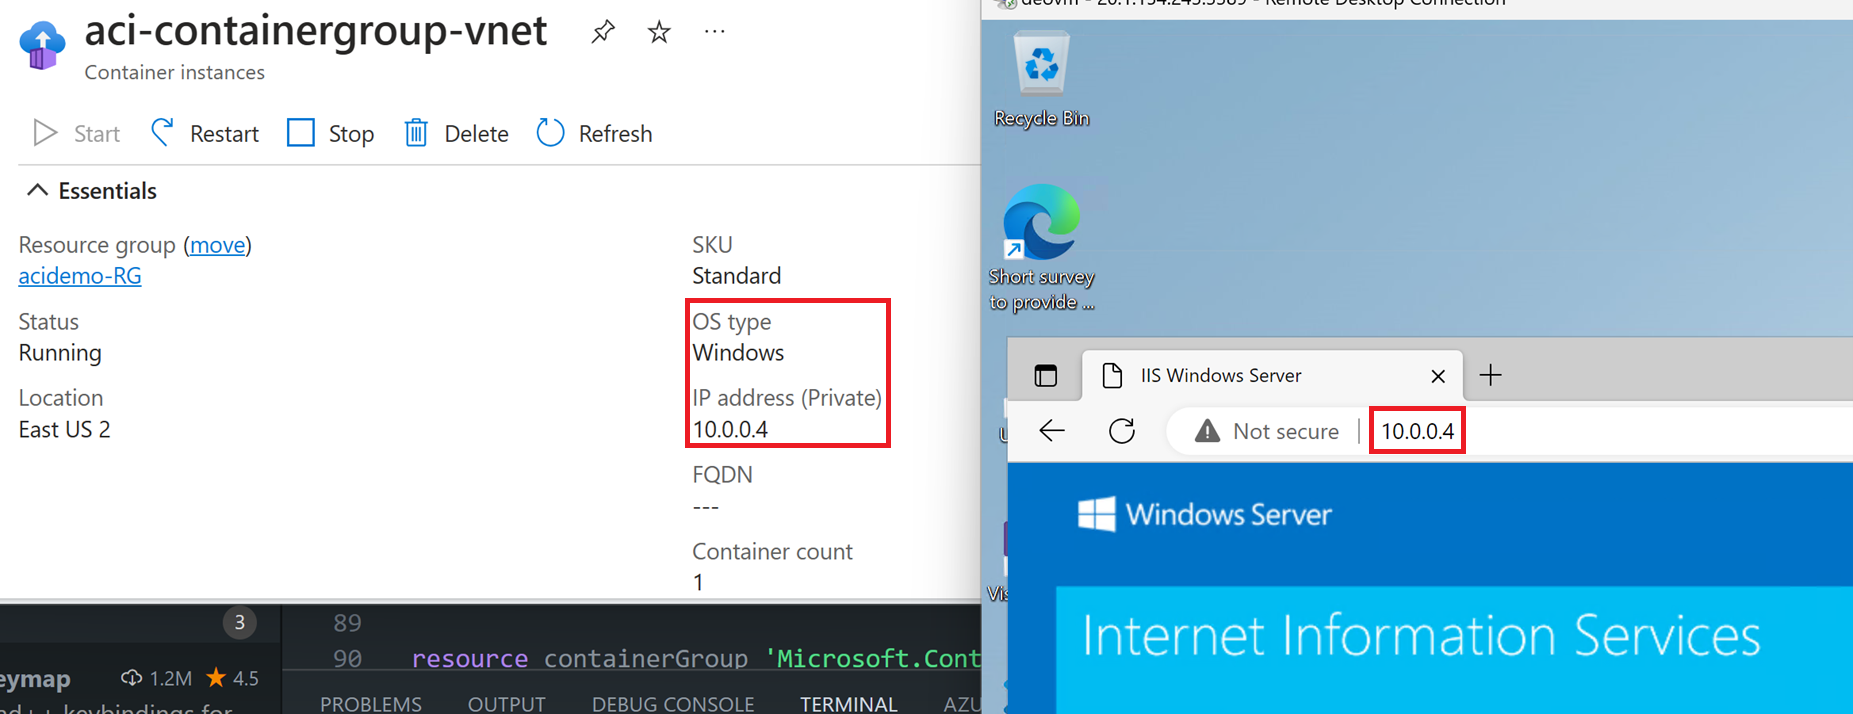 aci-containergroup-vnet
Container instances
Start Restart Stop Delete Refresh
Essentials
Resource group (move)
acidemo-RG
Status
Running
Location
East US 2
SKU
Standard
OS type
Windows
IP address (Private)
10.0.0.4
FQDN
---
Container count
1
3
eymap 1.2M 4.5
keybindings for
89
90 resource containerGroup 'Microsoft.Cont
PROBLEMS OUTPUT DEBUG CONSOLE TERMINAL AZU
Remote Desktop Connection
Recycle Bin
Short survey
to provide ...
IIS Windows Server
Not secure 10.0.0.4
Vis
Windows Server
Internet Information Services